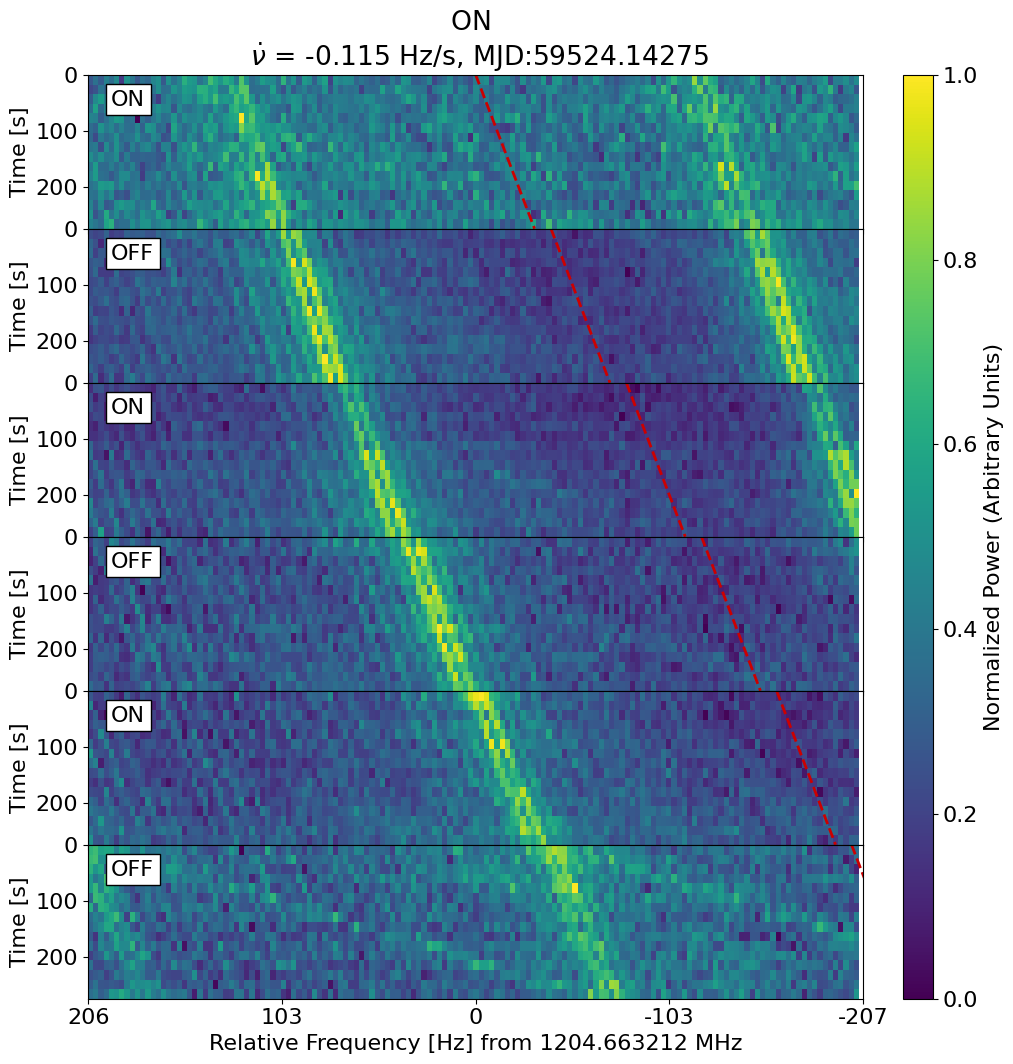 ON
ν̇ = -0.115 Hz/s, MJD:59524.14275
0
ON
100
Time [s]
200
0
OFF
100
Time [s]
200
0
ON
100
Time [s]
200
0
OFF
100
Time [s]
200
0
ON
100
Time [s]
200
0
OFF
100
Time [s]
200
206 103 0 -103 -207
Relative Frequency [Hz] from 1204.663212 MHz
1.0
0.8
0.6
0.4
0.2
0.0
Normalized Power (Arbitrary Units)